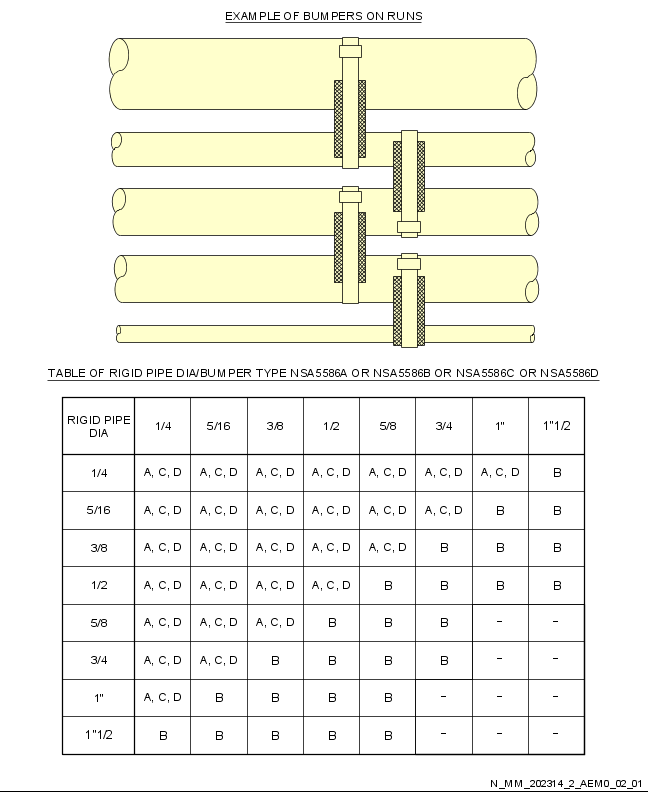 EXAMPLE OF BUMPERS ON RUNS
TABLE OF RIGID PIPE DIA/BUMPER TYPE NSA5586A OR NSA5586B OR NSA5586C OR NSA5586D
RIGID PIPE DIA 1/4 5/16 3/8 1/2 5/8 3/4 1" 1"1/2
1/4 A, C, D A, C, D A, C, D A, C, D A, C, D A, C, D A, C, D B
5/16 A, C, D A, C, D A, C, D A, C, D A, C, D A, C, D B B
3/8 A, C, D A, C, D A, C, D A, C, D A, C, D B B B
1/2 A, C, D A, C, D A, C, D A, C, D B B B B
5/8 A, C, D A, C, D A, C, D B B B – –
3/4 A, C, D A, C, D B B B B – –
1" A, C, D B B B B – – –
1"1/2 B B B B B – – –
N_MM_202314_2_AEM0_02_01